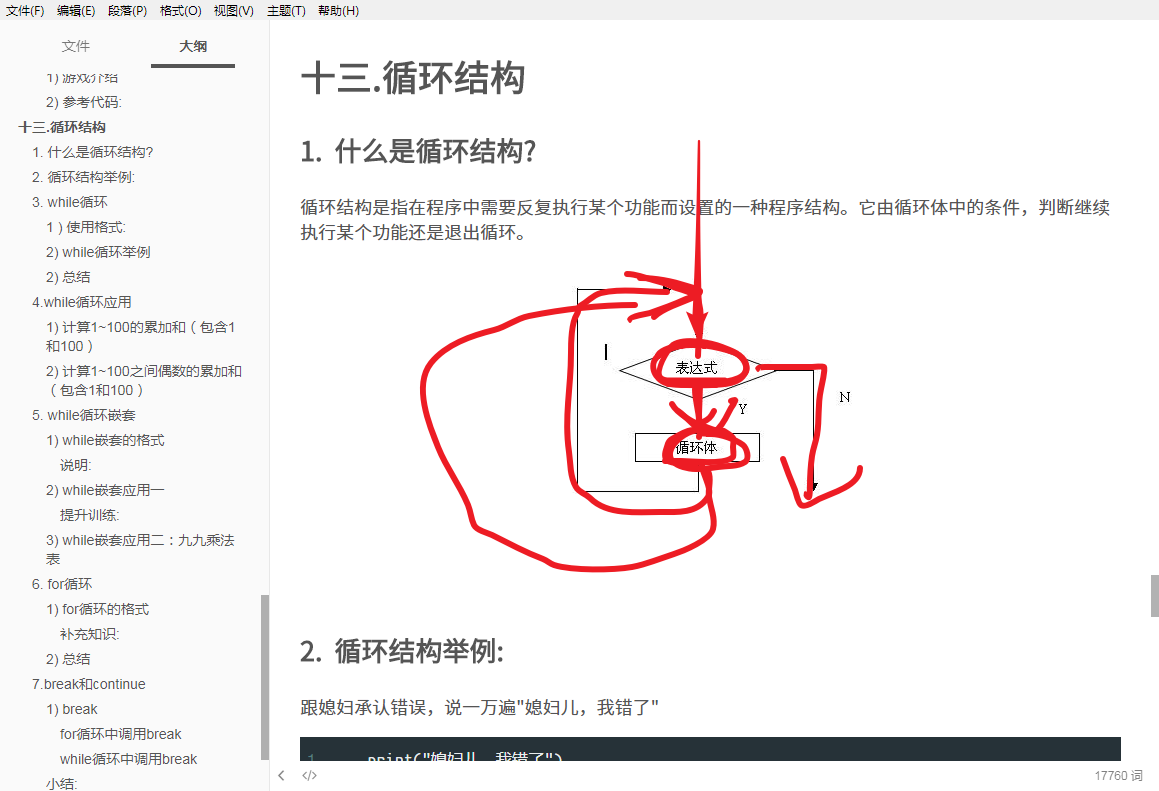 文件(F) 编辑(E) 段落(P) 格式(O) 视图(V) 主题(T) 帮助(H)
文件 大纲
1) 游戏介绍
2) 参考代码:
十三.循环结构
1. 什么是循环结构?
2. 循环结构举例:
3. while循环
1 ) 使用格式:
2) while循环举例
2) 总结
4.while循环应用
1) 计算1~100的累加和（包含1
和100 ）
2) 计算1~100之间偶数的累加和
（包含1和100 ）
5. while循环嵌套
1) while嵌套的格式
说明:
2) while嵌套应用一
提升训练:
3) while嵌套应用二：九九乘法
表
6. for循环
1) for循环的格式
补充知识:
2) 总结
7.break和continue
1) break
for循环中调用break
while循环中调用break
小结:
十三.循环结构
1. 什么是循环结构?
循环结构是指在程序中需要反复执行某个功能而设置的一种程序结构。它由循环体中的条件，判断继续
执行某个功能还是退出循环。
表达式
N
Y
循环体
2. 循环结构举例:
跟媳妇承认错误，说一万遍"媳妇儿，我错了"
1 print("媳妇儿，我错了")
17760 词